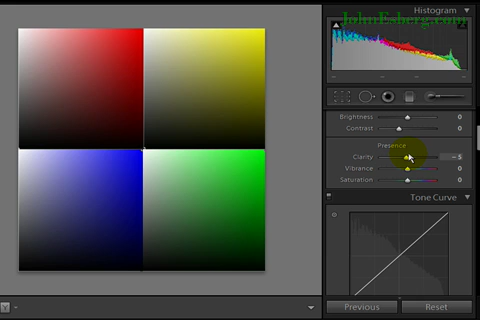 Histogram
JohnEsberg.com
Brightness 0
Contrast 0
Presence
Clarity – 5
Vibrance 0
Saturation 0
Tone Curve
Y
Previous Reset